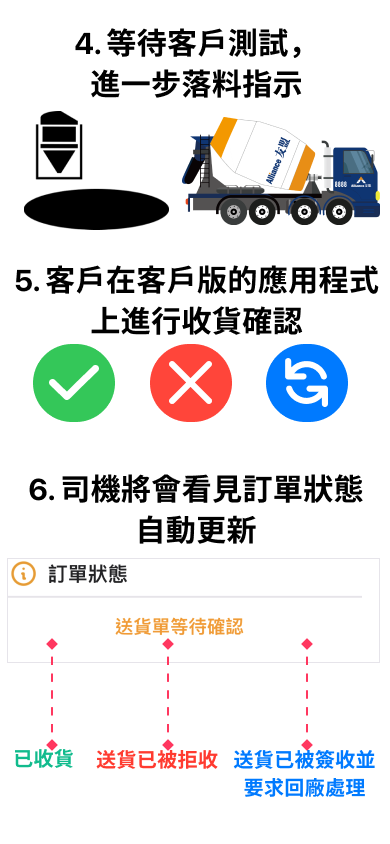 4. 等待客戶測試，
進一步落料指示
Alliance 友盟
8888
Alliance 友盟
5. 客戶在客戶版的應用程式
上進行收貨確認
6. 司機將會看見訂單狀態
自動更新
訂單狀態
送貨單等待確認
已收貨
送貨已被拒收
送貨已被簽收並
要求回廠處理